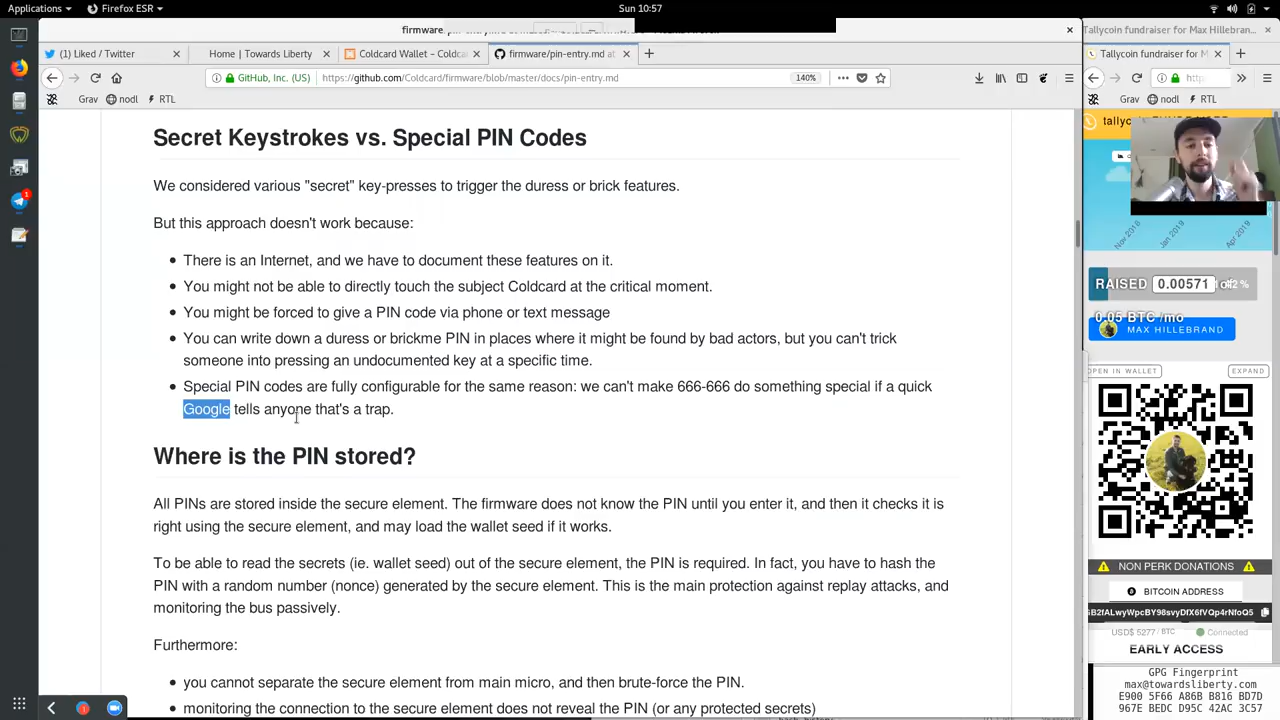 Applications
Firefox ESR
Sun 10:57
(1) Liked / Twitter
Home | Towards Liberty
Coldcard Wallet – Coldca
firmware/pin-entry.md at
GitHub, Inc. (US)
https://github.com/Coldcard/firmware/blob/master/docs/pin-entry.md
140%
Grav
nodl
RTL
Secret Keystrokes vs. Special PIN Codes
We considered various "secret" key-presses to trigger the duress or brick features.
But this approach doesn't work because:
There is an Internet, and we have to document these features on it.
You might not be able to directly touch the subject Coldcard at the critical moment.
You might be forced to give a PIN code via phone or text message
You can write down a duress or brickme PIN in places where it might be found by bad actors, but you can't trick
someone into pressing an undocumented key at a specific time.
Special PIN codes are fully configurable for the same reason: we can't make 666-666 do something special if a quick
Google tells anyone that's a trap.
Where is the PIN stored?
All PINs are stored inside the secure element. The firmware does not know the PIN until you enter it, and then it checks it is
right using the secure element, and may load the wallet seed if it works.
To be able to read the secrets (ie. wallet seed) out of the secure element, the PIN is required. In fact, you have to hash the
PIN with a random number (nonce) generated by the secure element. This is the main protection against replay attacks, and
monitoring the bus passively.
Furthermore:
you cannot separate the secure element from main micro, and then brute-force the PIN.
monitoring the connection to the secure element does not reveal the PIN (or any protected secrets)
Tallycoin fundraiser for Max Hillebran...
Tallycoin fundraiser for M
Grav
nodl
RTL
Nov 2018
Jan 2019
Apr 2019
RAISED
0.00571
0.05 BTC /mo
MAX HILLEBRAND
OPEN IN WALLET
EXPAND
NON PERK DONATIONS
BITCOIN ADDRESS
USD$ 5277 / BTC
Connected
EARLY ACCESS
GPG Fingerprint
max@towardsliberty.com
E900 5F66 A86B B816 BD7D
967E BEDC D95C 42AC 3C57